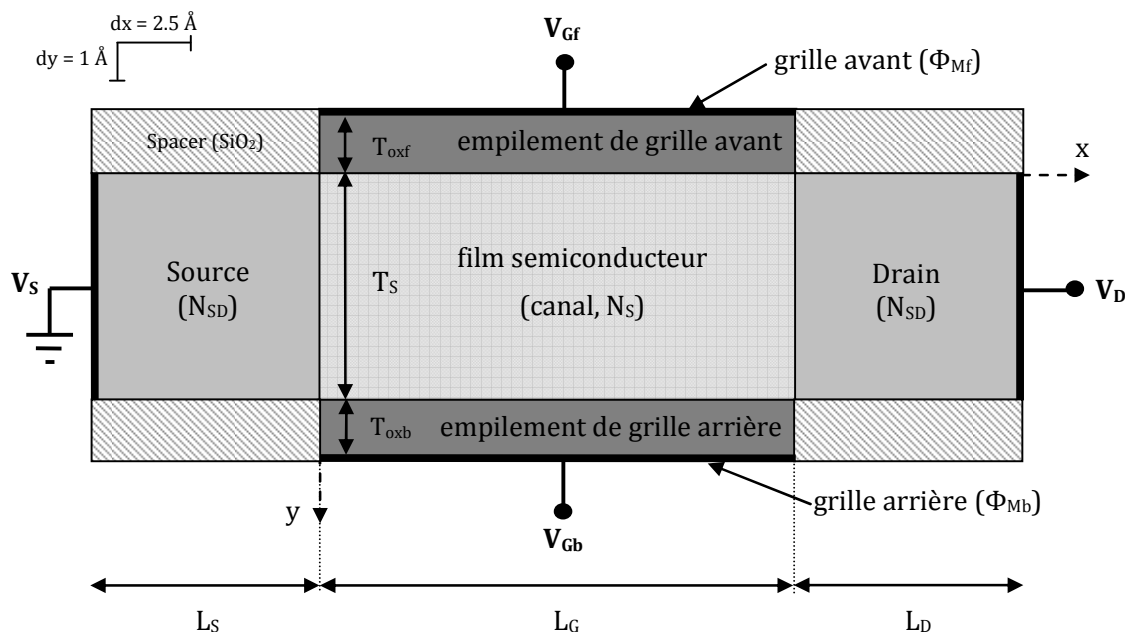 dx = 2.5 Å
dy = 1 Å
V_Gf
grille avant (Φ_Mf)
Spacer (SiO₂)
T_oxf
empilement de grille avant
x
Source
(N_SD)
T_S
film semiconducteur
(canal, N_S)
Drain
(N_SD)
V_S
V_D
T_oxb
empilement de grille arrière
grille arrière (Φ_Mb)
y
V_Gb
L_S
L_G
L_D